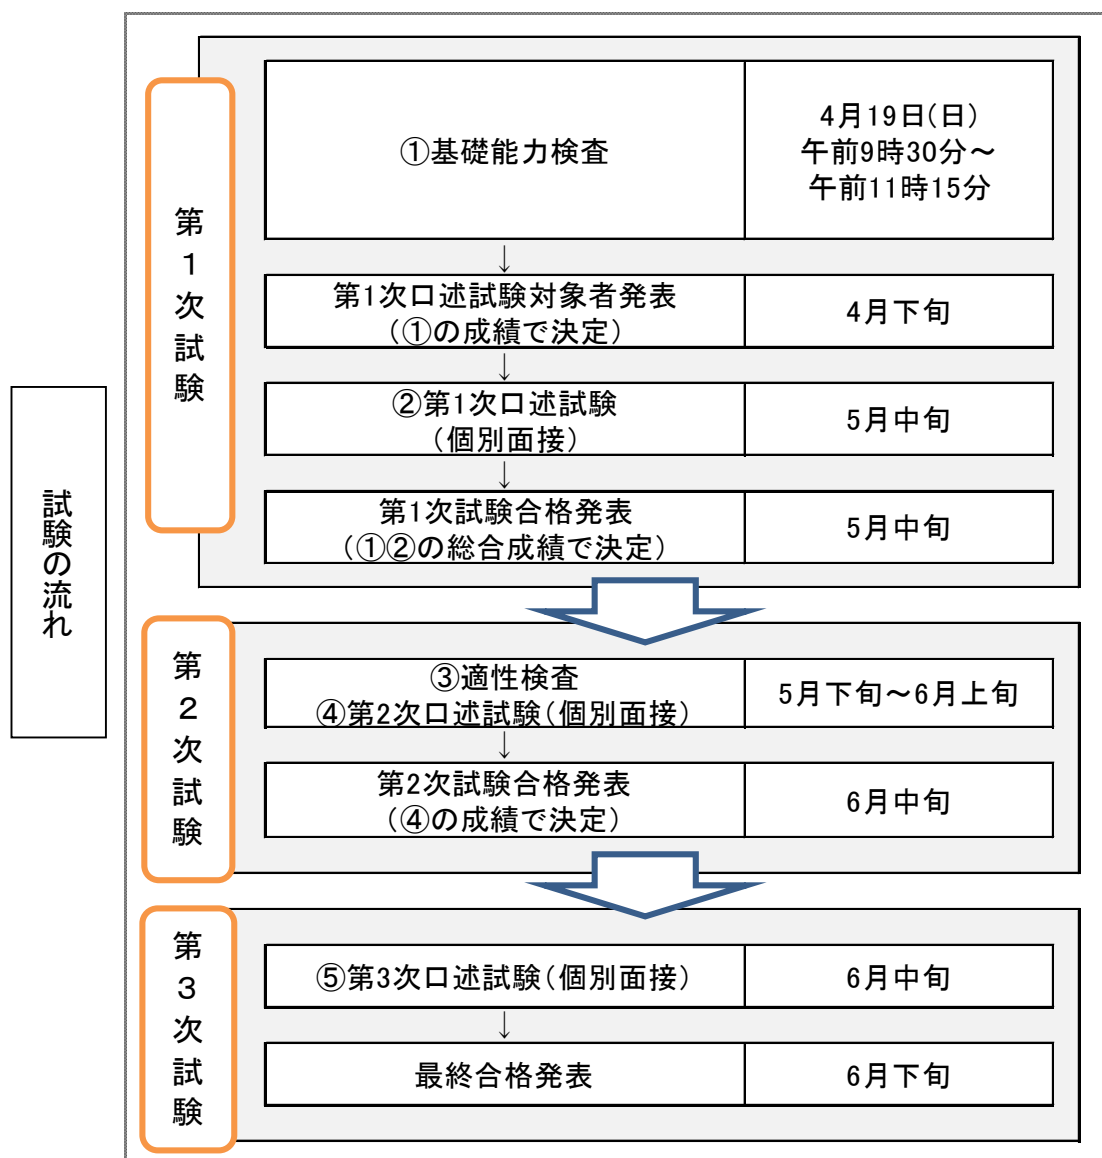 試験の流れ
第1次試験
①基礎能力検査
4月19日(日)
午前9時30分～
午前11時15分
↓
第1次口述試験対象者発表
(①の成績で決定)
4月下旬
↓
②第1次口述試験
(個別面接)
5月中旬
↓
第1次試験合格発表
(①②の総合成績で決定)
5月中旬
第2次試験
③適性検査
④第2次口述試験(個別面接)
5月下旬～6月上旬
↓
第2次試験合格発表
(④の成績で決定)
6月中旬
第3次試験
⑤第3次口述試験(個別面接)
6月中旬
↓
最終合格発表
6月下旬